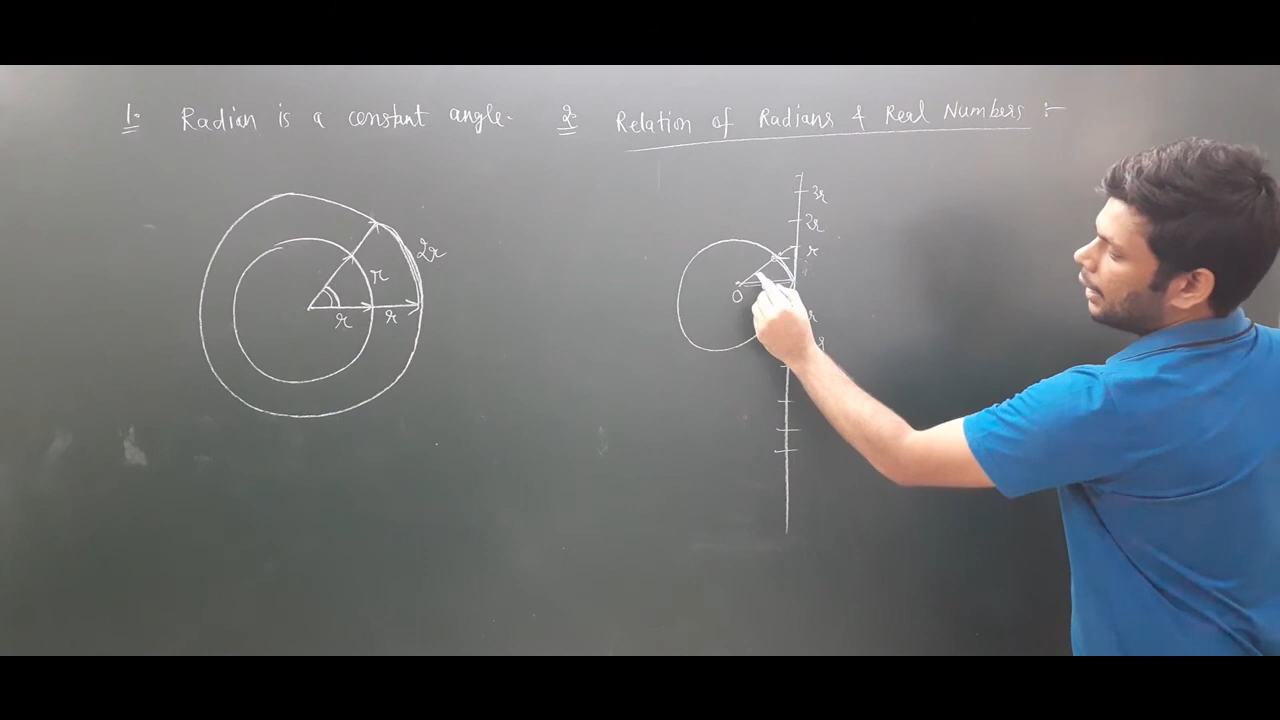 1. Radian is a constant angle.
2. Relation of Radians & Real Numbers :-
2r
r
r
r
3r
2r
r
O
r